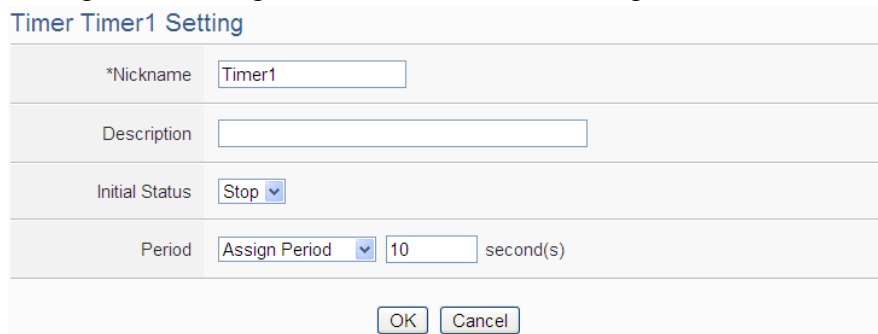 Timer Timer1 Setting
*Nickname Timer1
Description
Initial Status Stop
Period Assign Period 10 second(s)
OK Cancel